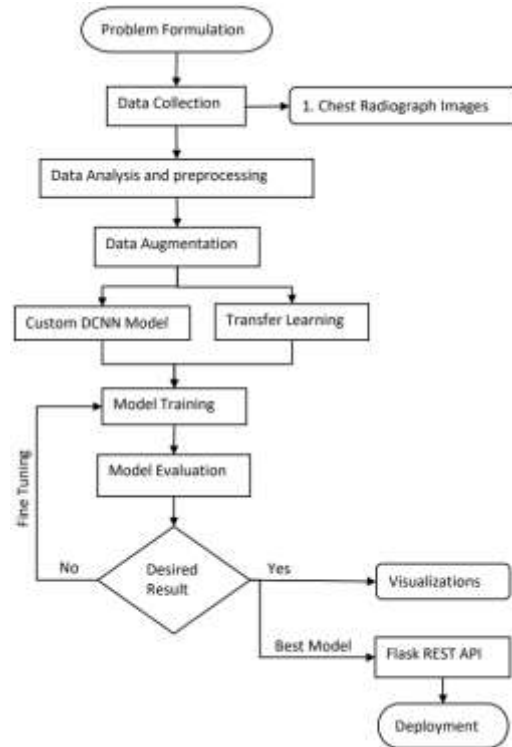 Problem Formulation
Data Collection
1. Chest Radiograph Images
Data Analysis and preprocessing
Data Augmentation
Custom DCNN Model
Transfer Learning
Model Training
Model Evaluation
Fine Tuning
No
Desired
Result
Yes
Visualizations
Best Model
Flask REST API
Deployment